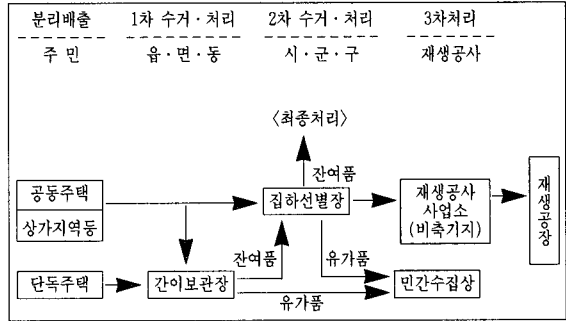 분리배출 1차 수거·처리 2차 수거·처리 3차처리
주 민 읍·면·동 시·군·구 재생공사
〈최종처리〉
잔여품
공동주택
상가지역등
집하선별장
재생공사
사업소
(비축기지)
재생공장
잔여품
유가품
단독주택
간이보관장
민간수집상
유가품